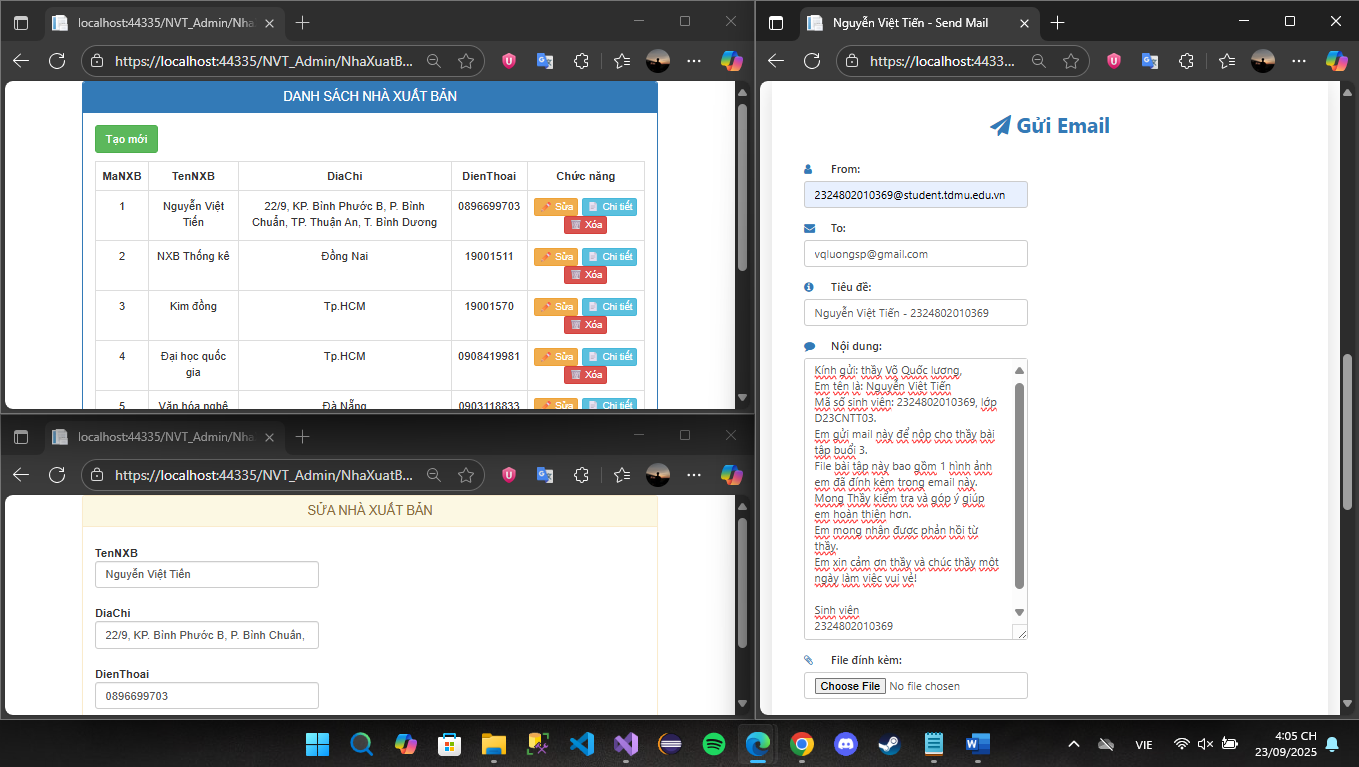 localhost:44335/NVT_Admin/Nha
https://localhost:44335/NVT_Admin/NhaXuatB...
DANH SÁCH NHÀ XUẤT BẢN
Tạo mới
MaNXB TenNXB DiaChi DienThoai Chức năng
1 Nguyễn Việt Tiến 22/9, KP. Bình Phước B, P. Bình Chuẩn, TP. Thuận An, T. Bình Dương 0896699703 Sửa Chi tiết Xóa
2 NXB Thống kê Đồng Nai 19001511 Sửa Chi tiết Xóa
3 Kim đồng Tp.HCM 19001570 Sửa Chi tiết Xóa
4 Đại học quốc gia Tp.HCM 0908419981 Sửa Chi tiết Xóa
5 Văn hóa nghệ Đà Nẵng 0903118833 Sửa Chi tiết
localhost:44335/NVT_Admin/Nha
https://localhost:44335/NVT_Admin/NhaXuatB...
SỬA NHÀ XUẤT BẢN
TenNXB
Nguyễn Việt Tiến
DiaChi
22/9, KP. Bình Phước B, P. Bình Chuẩn,
DienThoai
0896699703
Nguyễn Việt Tiến - Send Mail
https://localhost:4433...
Gửi Email
From:
2324802010369@student.tdmu.edu.vn
To:
vqluongsp@gmail.com
Tiêu đề:
Nguyễn Việt Tiến - 2324802010369
Nội dung:
Kính gửi: thầy Võ Quốc lương,
Em tên là: Nguyễn Việt Tiến
Mã số sinh viên: 2324802010369, lớp
D23CNTT03.
Em gửi mail này để nộp cho thầy bài
tập buổi 3.
File bài tập này bao gồm 1 hình ảnh
em đã đính kèm trong email này.
Mong Thầy kiểm tra và góp ý giúp
em hoàn thiện hơn.
Em mong nhận được phản hồi từ
thầy.
Em xin cảm ơn thầy và chúc thầy một
ngày làm việc vui vẻ!
Sinh viên
2324802010369
File đính kèm:
Choose File No file chosen
VIE
4:05 CH
23/09/2025